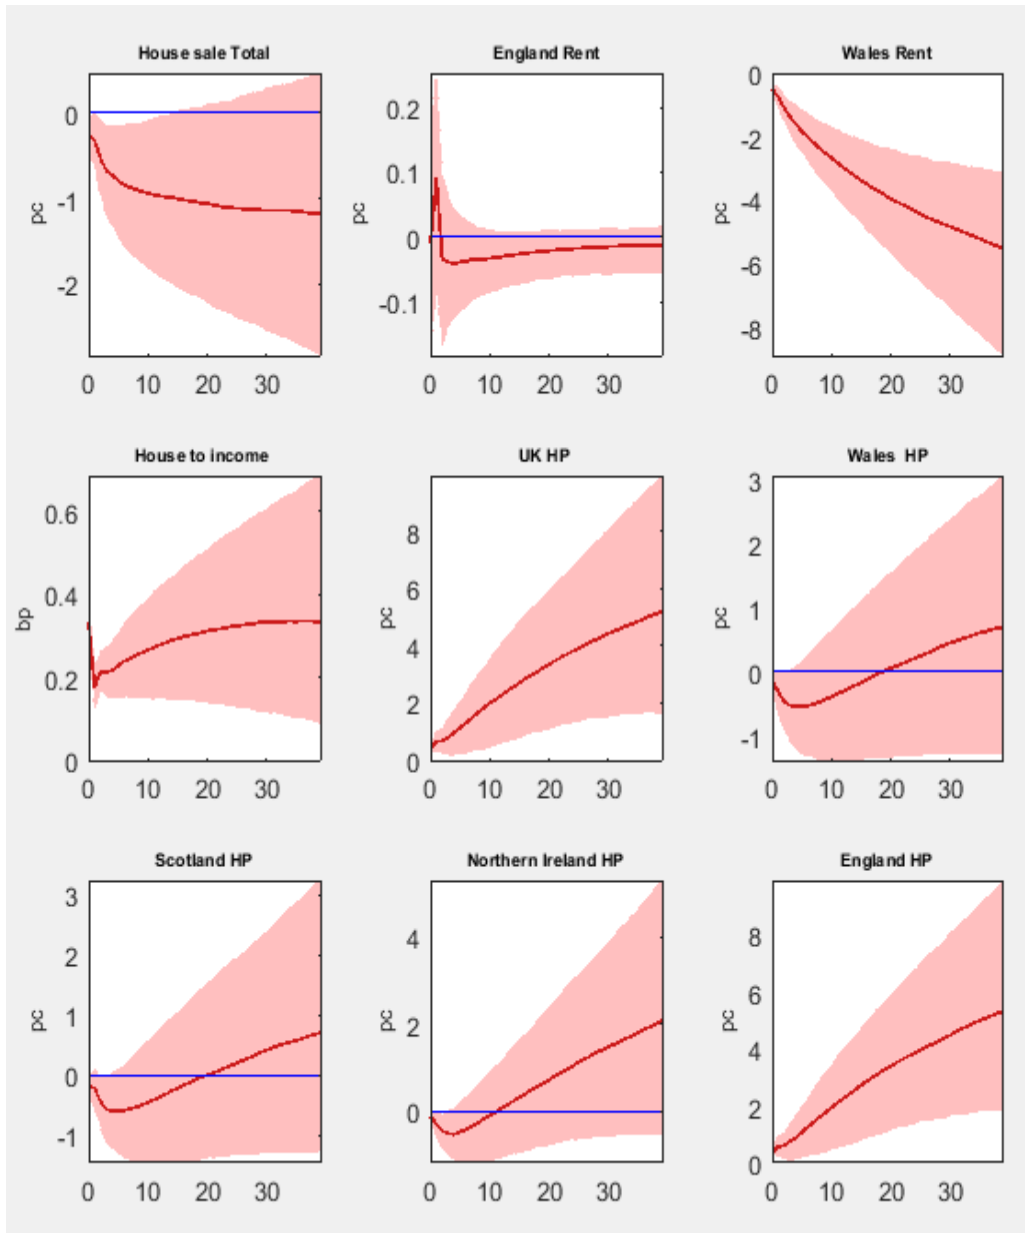 House sale Total
pc
0
-1
-2
0 10 20 30
England Rent
pc
0.2
0.1
0
-0.1
0 10 20 30
Wales Rent
pc
0
-2
-4
-6
-8
0 10 20 30
House to income
bp
0.6
0.4
0.2
0
0 10 20 30
UK HP
pc
8
6
4
2
0
0 10 20 30
Wales HP
pc
3
2
1
0
-1
0 10 20 30
Scotland HP
pc
3
2
1
0
-1
0 10 20 30
Northern Ireland HP
pc
4
2
0
0 10 20 30
England HP
pc
8
6
4
2
0
0 10 20 30